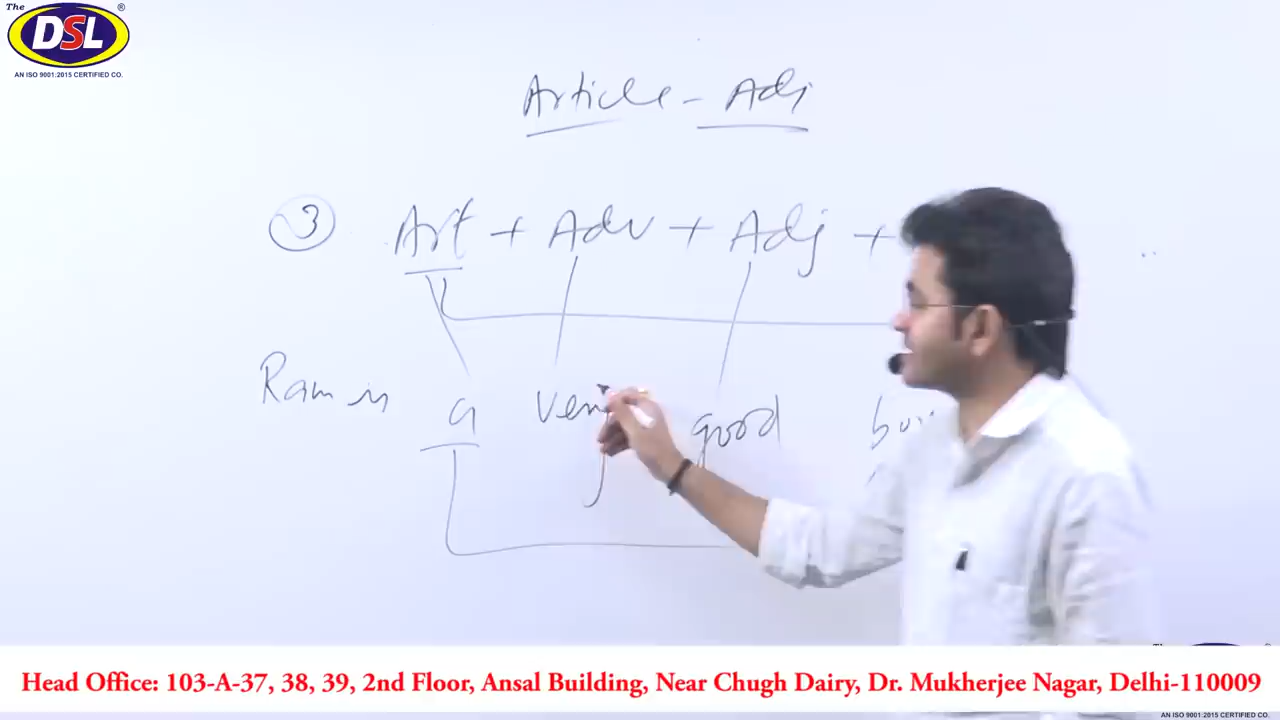 The
DSL
®
AN ISO 9001:2015 CERTIFIED CO.
Article - Adj
3 Art + Adv + Adj +
Ram is a very good
Head Office: 103-A-37, 38, 39, 2nd Floor, Ansal Building, Near Chugh Dairy, Dr. Mukherjee Nagar, Delhi-110009
AN ISO 9001:2015 CERTIFIED CO.